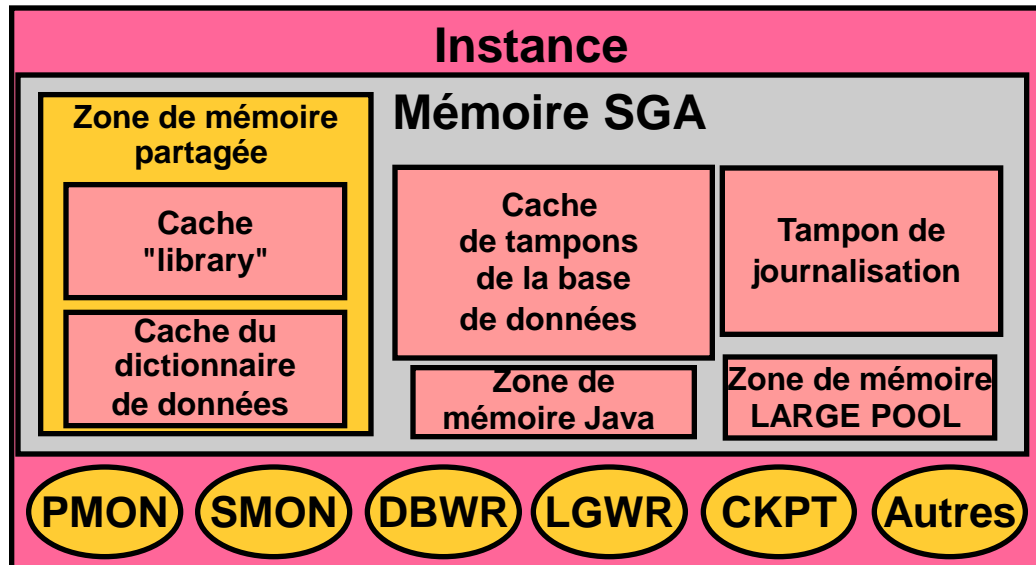 Instance
Mémoire SGA
Zone de mémoire
partagée
Cache
"library"
Cache du
dictionnaire
de données
Cache
de tampons
de la base
de données
Tampon de
journalisation
Zone de
mémoire Java
Zone de mémoire
LARGE POOL
PMON
SMON
DBWR
LGWR
CKPT
Autres